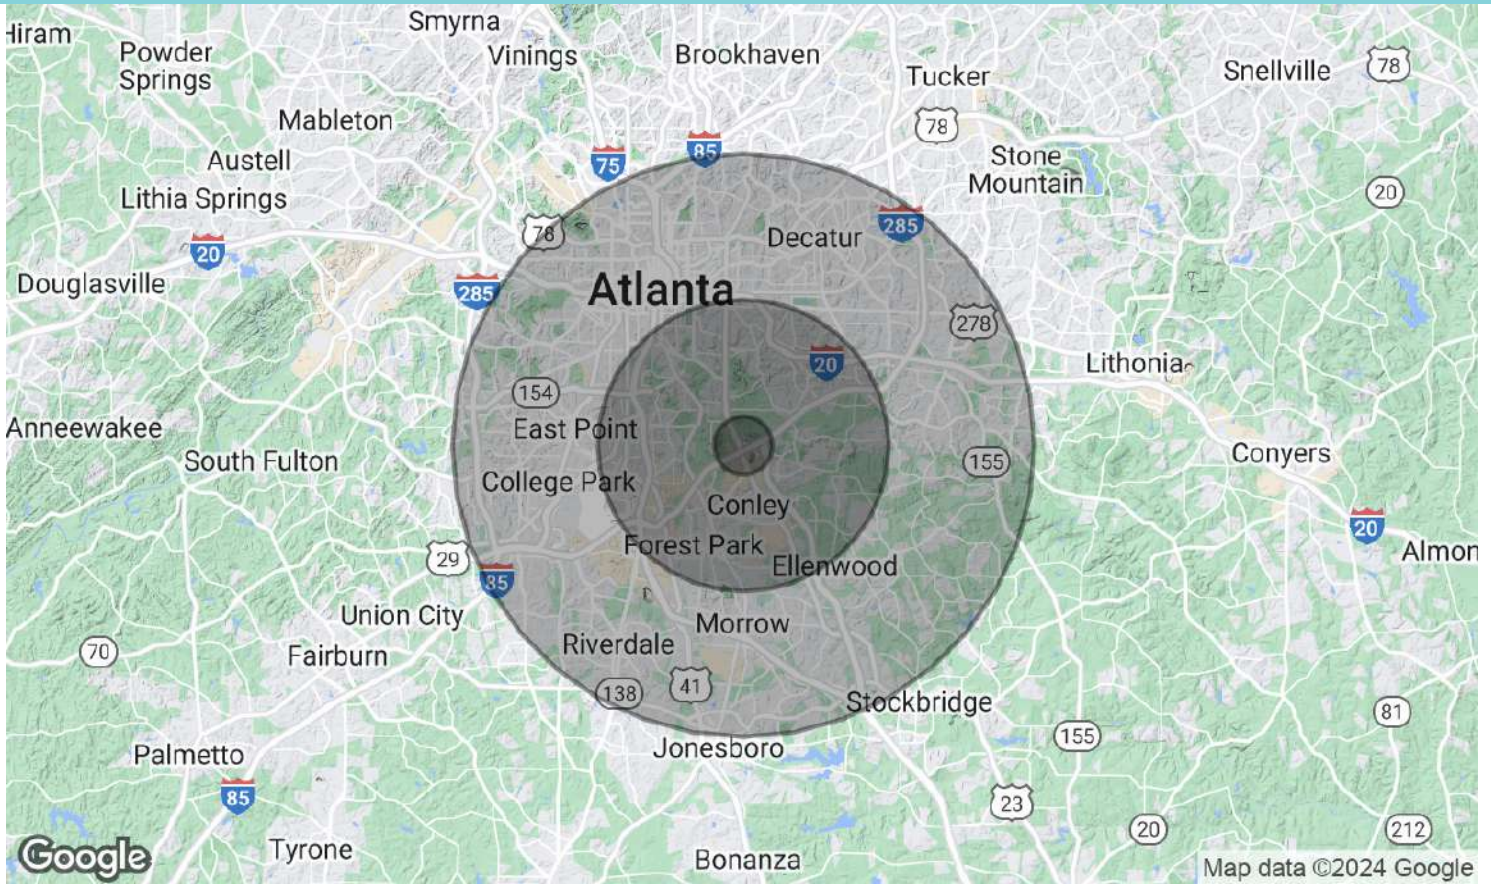 Smyrna
Hiram
Powder
Springs
Vinings
Brookhaven
Tucker
Snellville
78
78
Mableton
Austell
75
85
Stone
Mountain
Lithia Springs
20
78
285
Decatur
20
Douglasville
285
Atlanta
278
20
Lithonia
154
Anneewakee
East Point
South Fulton
155
Conyers
College Park
Conley
20
Forest Park
Almon
29
Ellenwood
85
Union City
Morrow
Riverdale
70
Fairburn
138
41
Stockbridge
81
155
Palmetto
Jonesboro
85
23
20
212
Tyrone
Google
Bonanza
Map data ©2024 Google